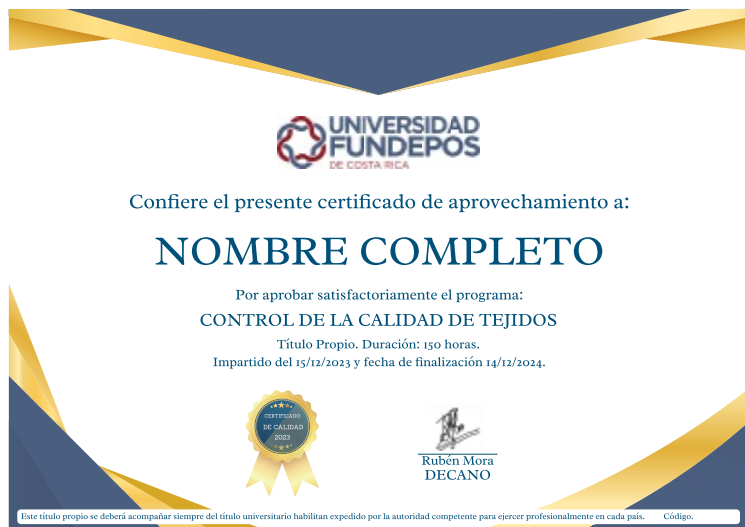 UNIVERSIDAD
FUNDEPOS
DE COSTA RICA
Confiere el presente certificado de aprovechamiento a:
NOMBRE COMPLETO
Por aprobar satisfactoriamente el programa:
CONTROL DE LA CALIDAD DE TEJIDOS
Título Propio. Duración: 150 horas.
Impartido del 15/12/2023 y fecha de finalización 14/12/2024.
CERTIFICADO
DE CALIDAD
2023
Rubén Mora
DECANO
Este título propio se deberá acompañar siempre del título universitario habilitan expedido por la autoridad competente para ejercer profesionalmente en cada país. Código.